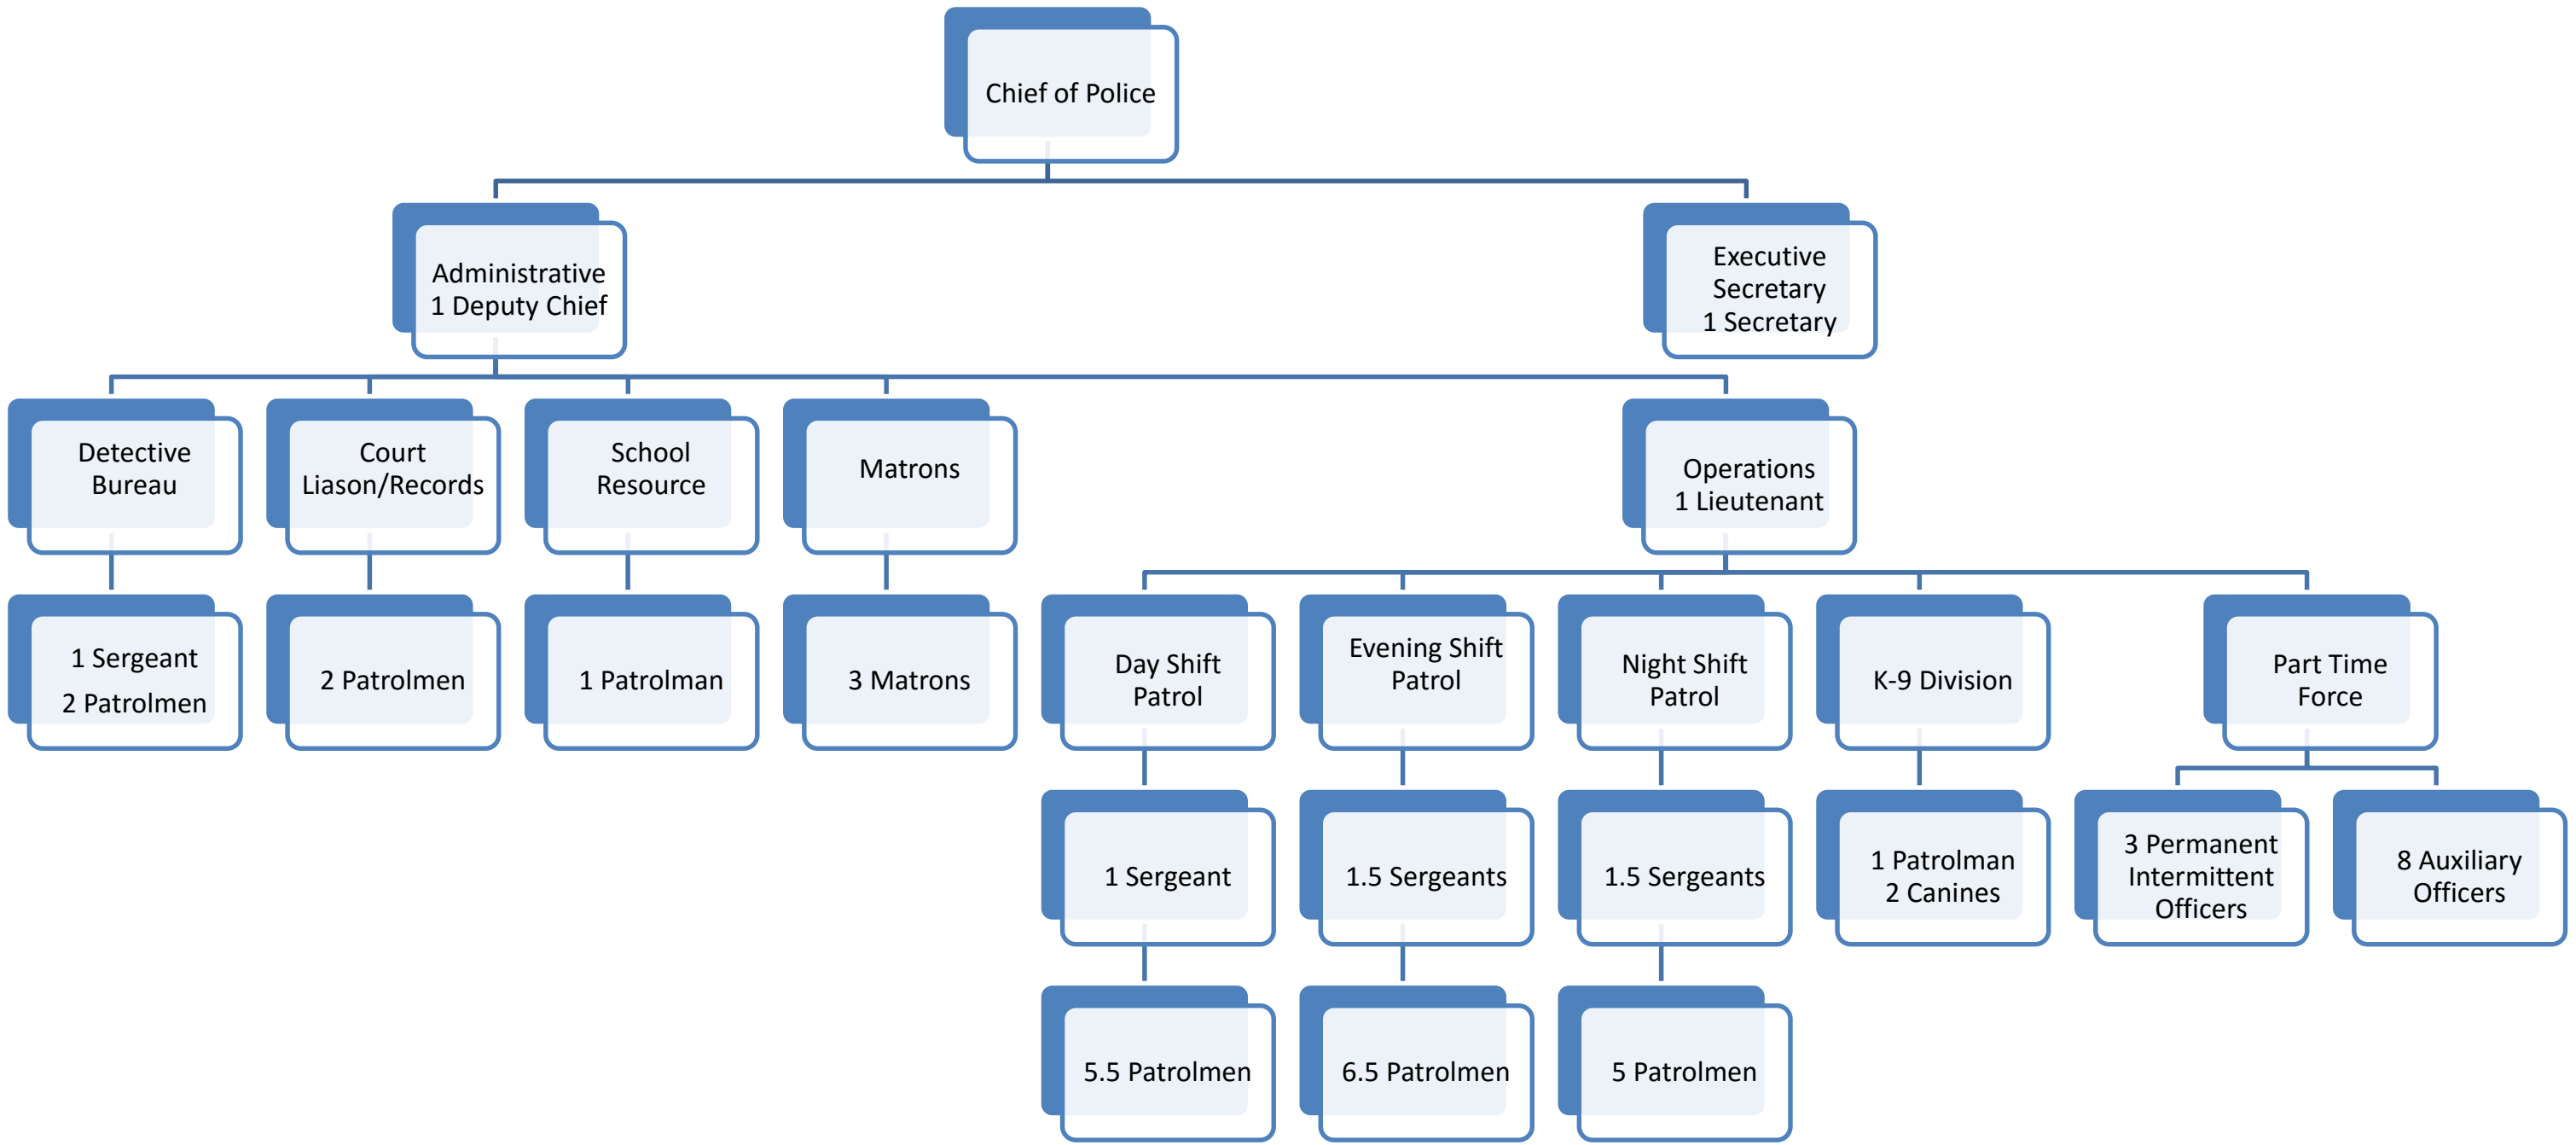 Chief of Police
Administrative
1 Deputy Chief
Executive
Secretary
1 Secretary
Detective
Bureau
Court
Liason/Records
School
Resource
Matrons
Operations
1 Lieutenant
1 Sergeant
2 Patrolmen
2 Patrolmen
1 Patrolman
3 Matrons
Day Shift
Patrol
Evening Shift
Patrol
Night Shift
Patrol
K-9 Division
Part Time
Force
1 Sergeant
1.5 Sergeants
1.5 Sergeants
1 Patrolman
2 Canines
3 Permanent
Intermittent
Officers
8 Auxiliary
Officers
5.5 Patrolmen
6.5 Patrolmen
5 Patrolmen